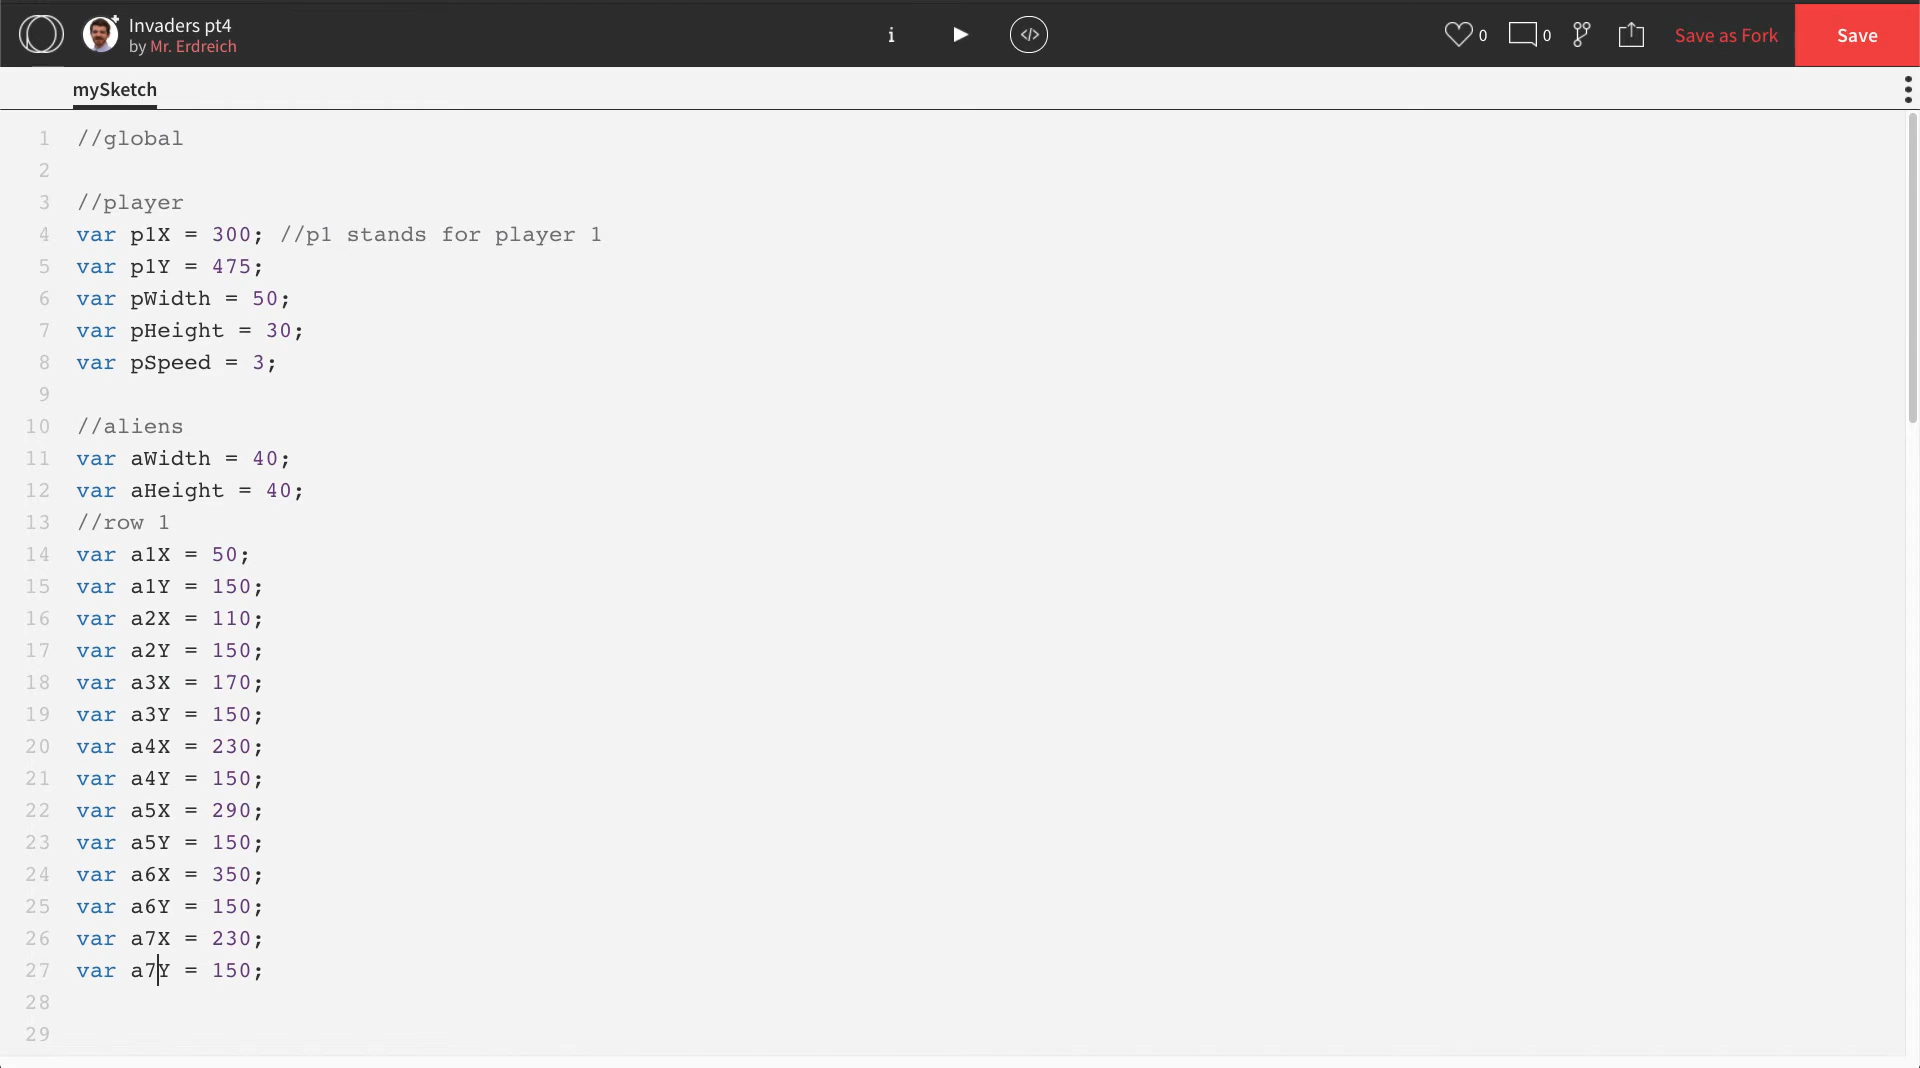 Invaders pt4
by Mr. Erdreich
i
</>
0
0
Save as Fork
Save
mySketch
1 //global
2
3 //player
4 var p1X = 300; //p1 stands for player 1
5 var p1Y = 475;
6 var pWidth = 50;
7 var pHeight = 30;
8 var pSpeed = 3;
9
10 //aliens
11 var aWidth = 40;
12 var aHeight = 40;
13 //row 1
14 var a1X = 50;
15 var a1Y = 150;
16 var a2X = 110;
17 var a2Y = 150;
18 var a3X = 170;
19 var a3Y = 150;
20 var a4X = 230;
21 var a4Y = 150;
22 var a5X = 290;
23 var a5Y = 150;
24 var a6X = 350;
25 var a6Y = 150;
26 var a7X = 230;
27 var a7Y = 150;
28
29